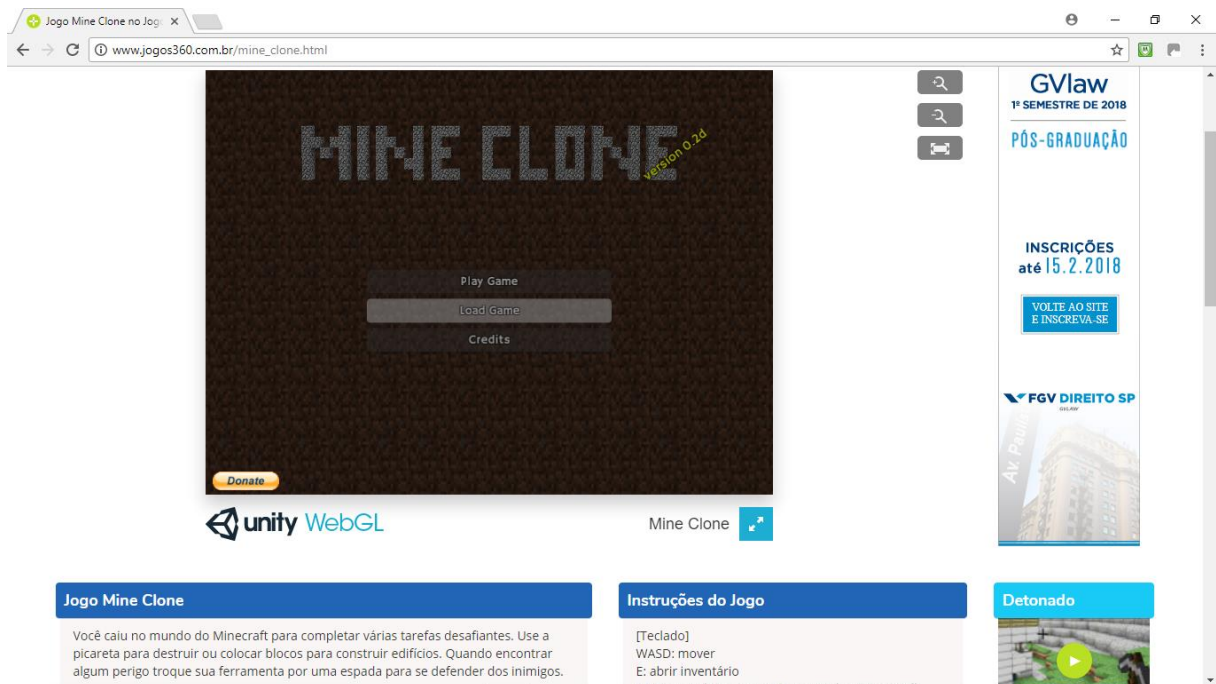 Jogo Mine Clone no Jog
www.jogos360.com.br/mine_clone.html
MINE CLONE
version 0.2d
Play Game
Load Game
Credits
Donate
unity WebGL
Mine Clone
GVlaw
1º SEMESTRE DE 2018
PÓS-GRADUAÇÃO
INSCRIÇÕES
até 15.2.2018
VOLTE AO SITE
E INSCREVA-SE
FGV DIREITO SP
GVLAW
Av. Paulis
Jogo Mine Clone
Você caiu no mundo do Minecraft para completar várias tarefas desafiantes. Use a
picareta para destruir ou colocar blocos para construir edifícios. Quando encontrar
algum perigo troque sua ferramenta por uma espada para se defender dos inimigos.
Instruções do Jogo
[Teclado]
WASD: mover
E: abrir inventário
Detonado